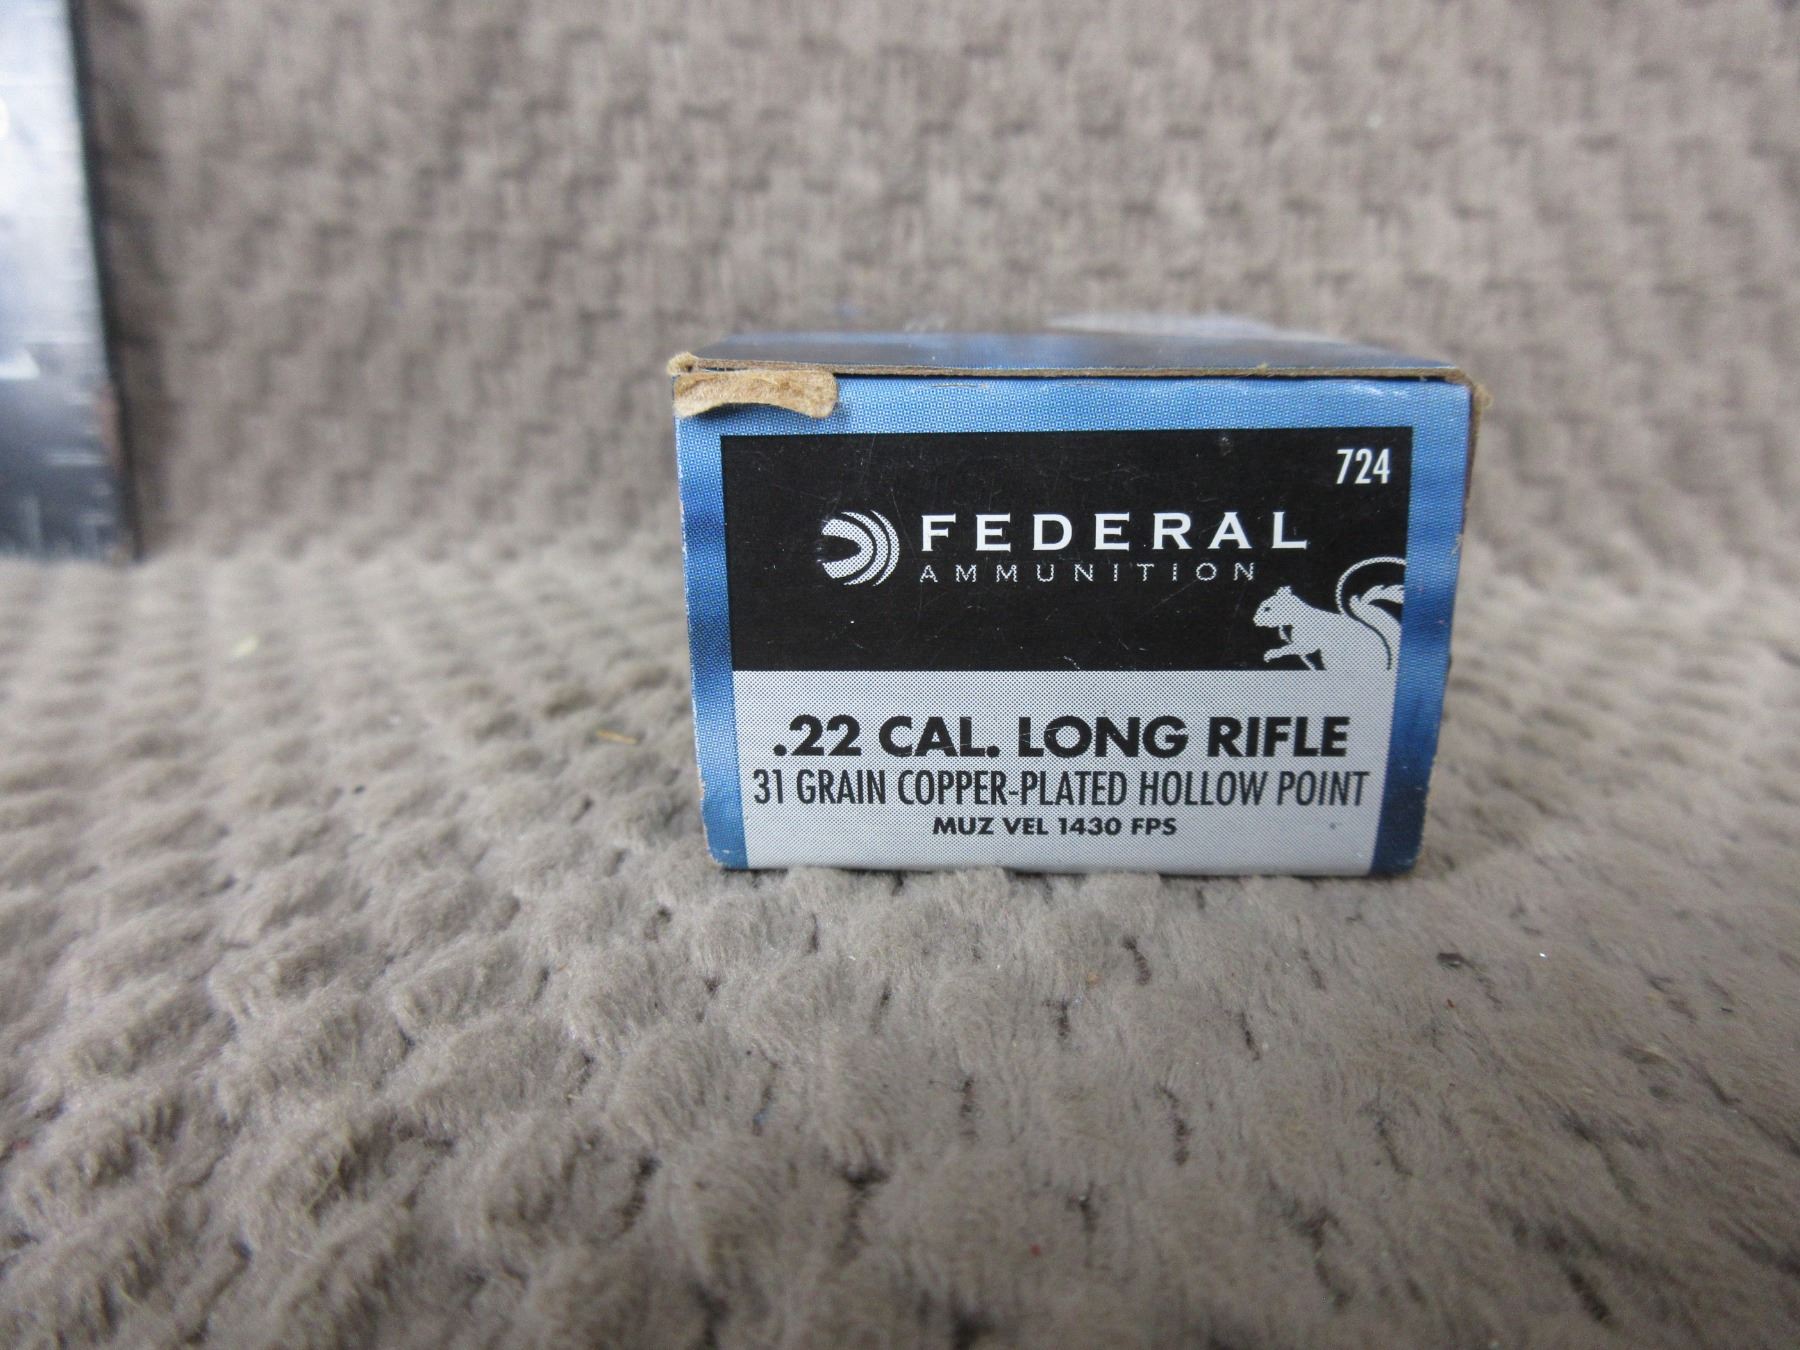 724
FEDERAL
AMMUNITION
.22 CAL. LONG RIFLE
31 GRAIN COPPER-PLATED HOLLOW POINT
MUZ VEL 1430 FPS